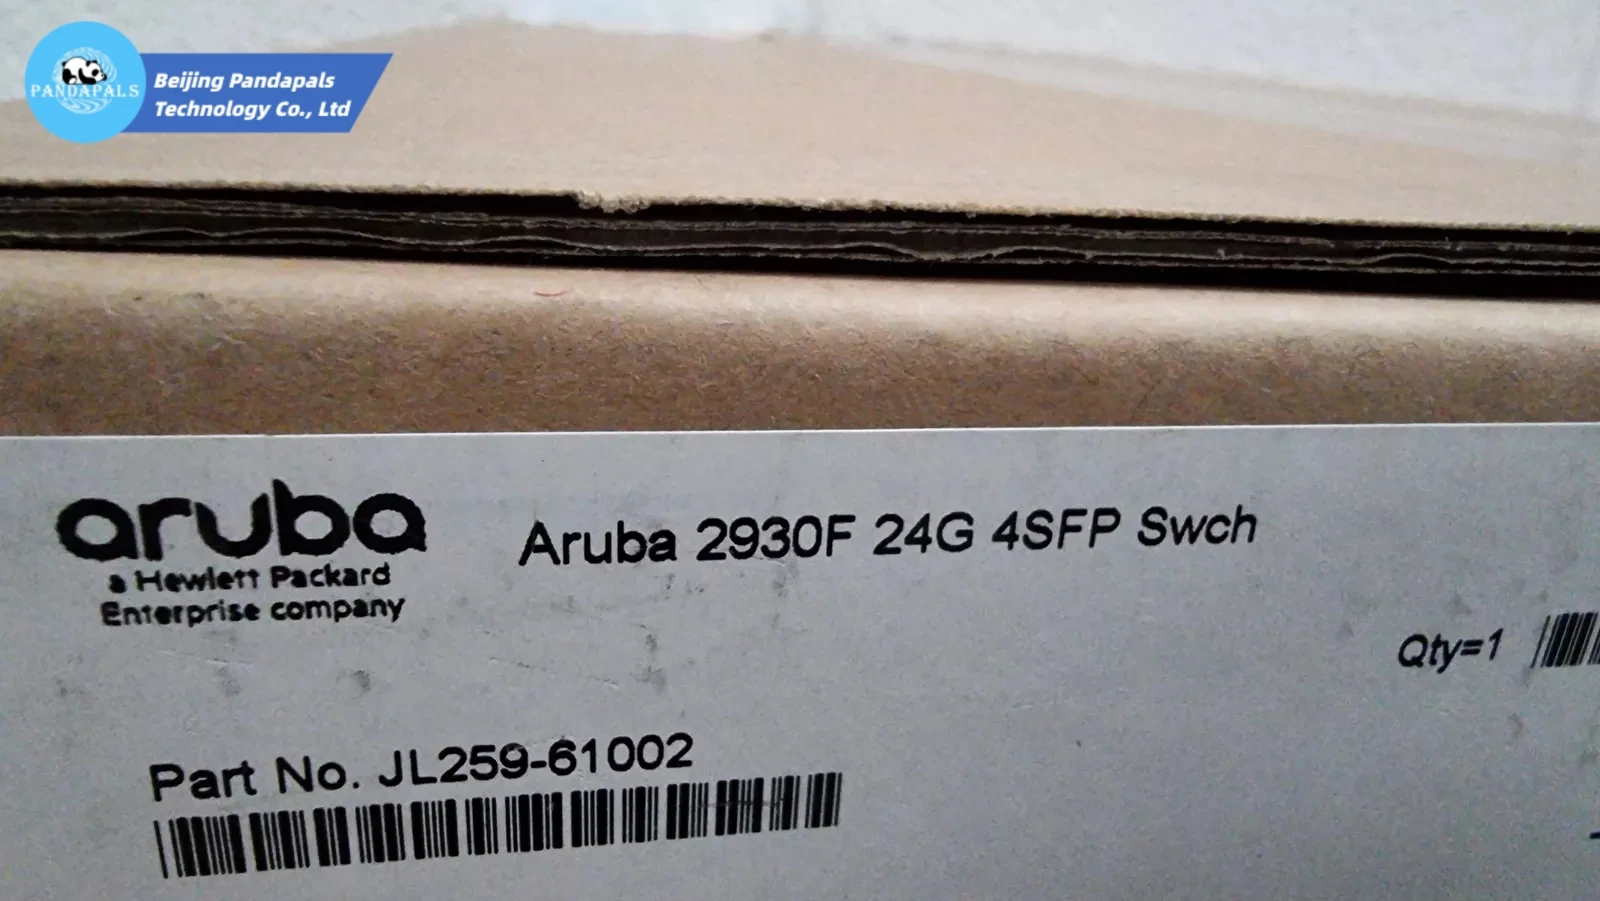 PANDAPALS
Beijing Pandapals
Technology Co., Ltd
aruba
a Hewlett Packard
Enterprise company
Aruba 2930F 24G 4SFP Swch
Qty=1
Part No. JL259-61002